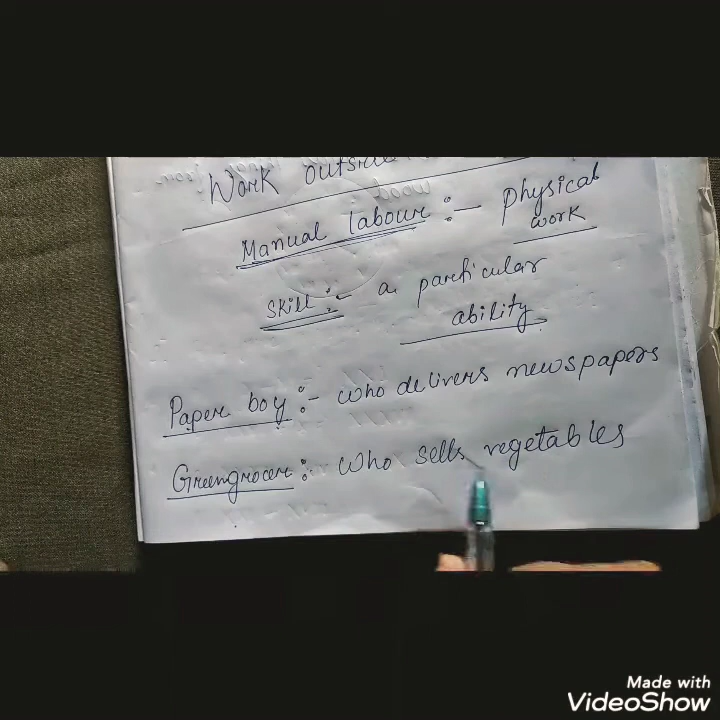 Work outside
Manual labour :- physical
work
Skill :- a particular
ability
Paper boy :- who delivers newspapers
Greengrocer :- who sells vegetables
Made with
VideoShow